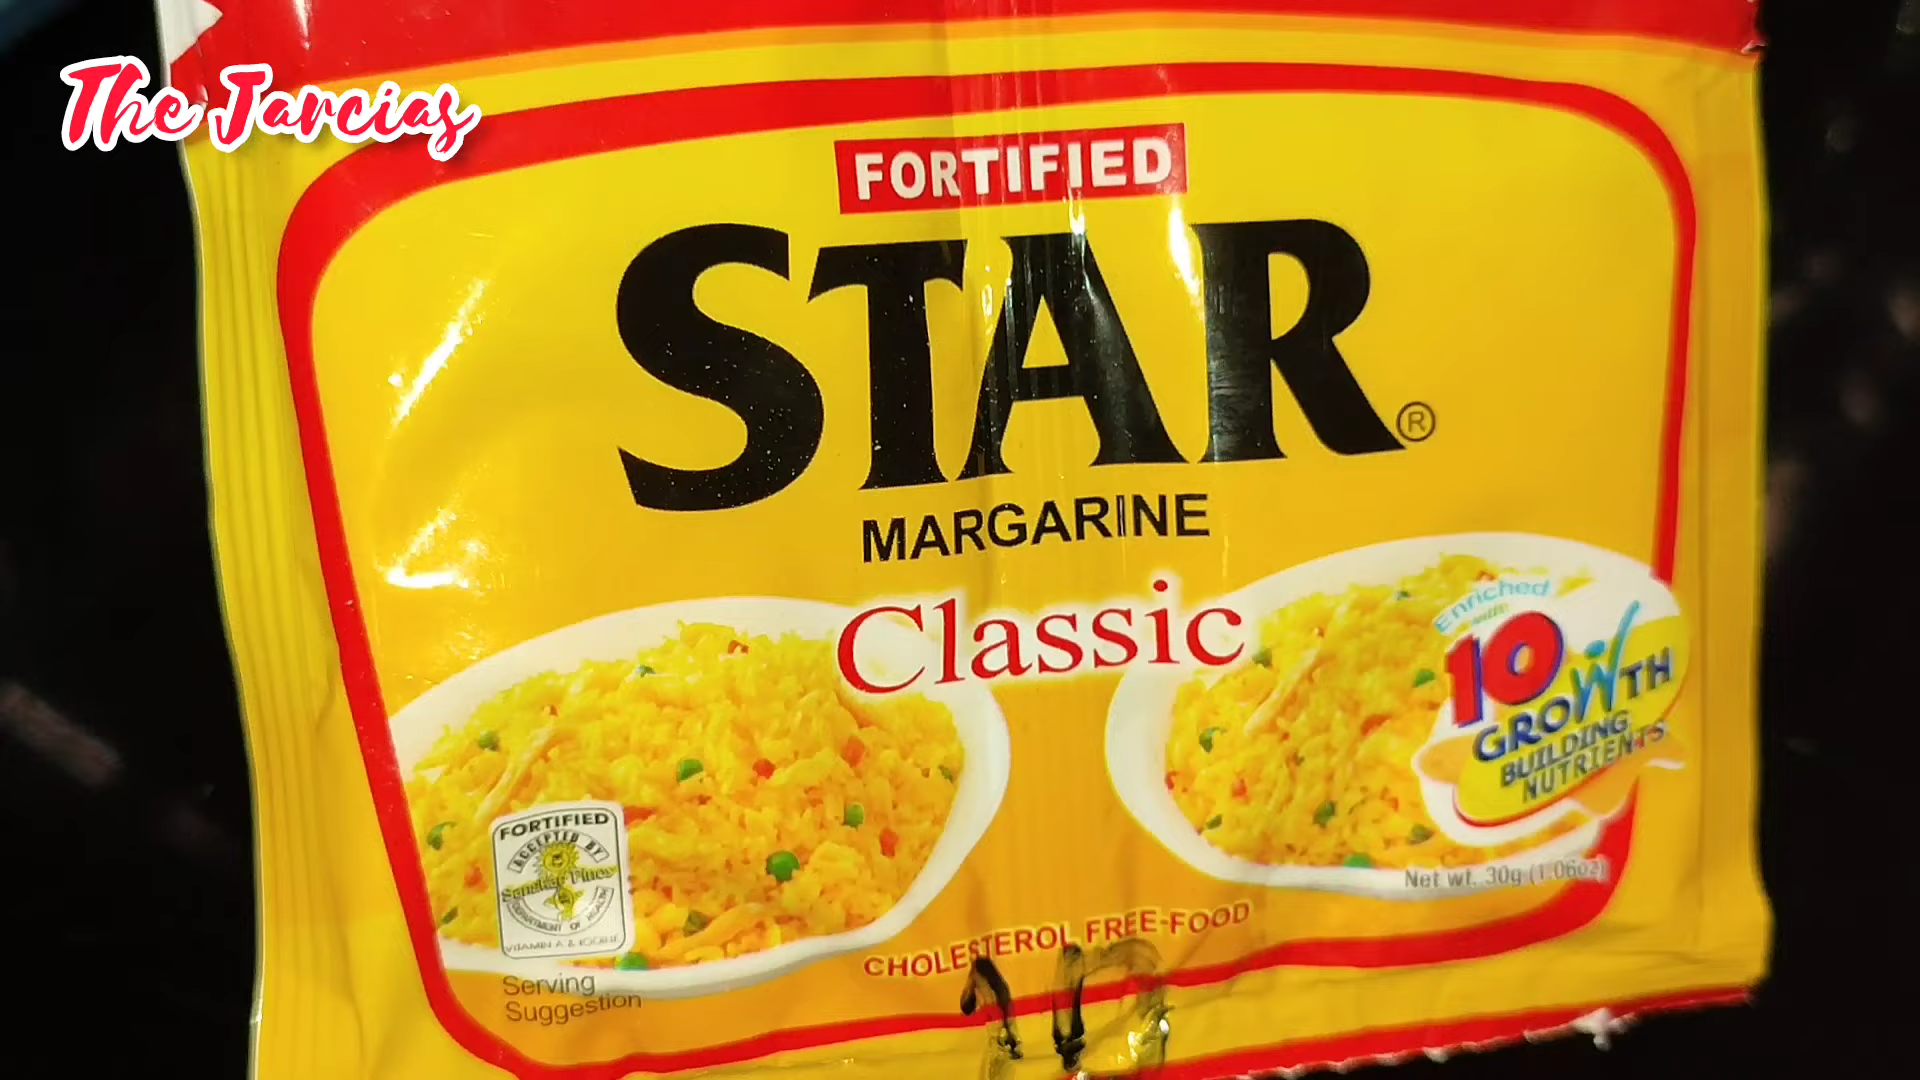 The Jarcias
FORTIFIED
STAR®
MARGARINE
Classic
Enriched
with
10
GROWTH
BUILDING
NUTRIENTS
FORTIFIED
ACCEPTED BY
Sangkap Pinoy
DEPARTMENT OF HEALTH
VITAMIN A & IODINE
Net wt. 30g (1.06oz)
CHOLESTEROL FREE-FOOD
Serving
Suggestion